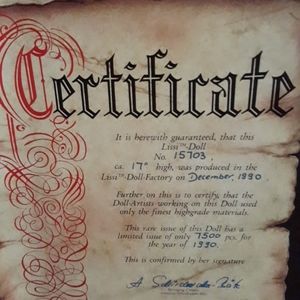 Certificate
It is herewith guaranteed, that this
Lissi™-Doll
No. 15703,
ca. 17" high, was produced in the
Lissi™-Doll-Factory on December, 1990
Further on this is to certify, that the
Doll-Artists working on this Doll used
only the finest highgrade materials.
This rare issue of this Doll has a
limited issue of only 7500 pcs. for
the year of 1990.
This is confirmed by her signature